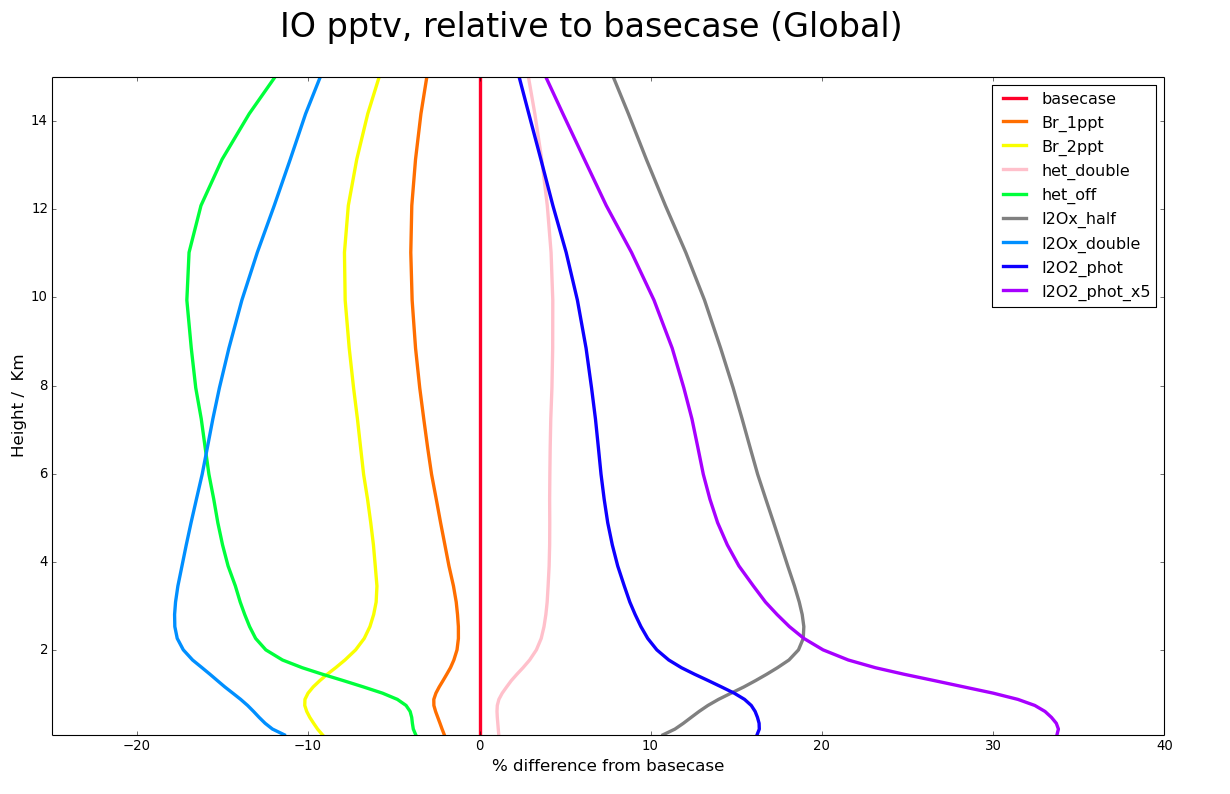 IO pptv, relative to basecase (Global)
basecase
Br_1ppt
Br_2ppt
het_double
het_off
I2Ox_half
I2Ox_double
I2O2_phot
I2O2_phot_x5
14
12
10
8
6
4
2
Height / Km
−20
−10
0
10
20
30
40
% difference from basecase